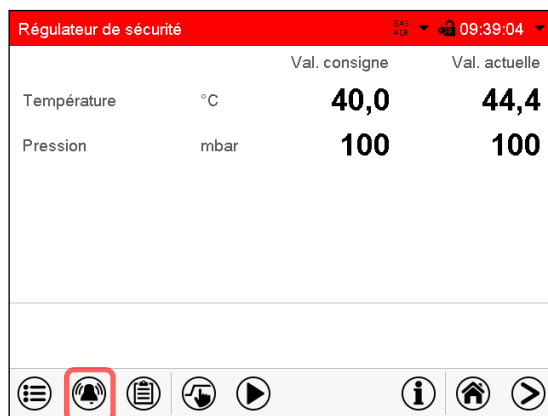 Régulateur de sécurité GAS AIR 09:39:04
Val. consigne Val. actuelle
Température °C 40,0 44,4
Pression mbar 100 100